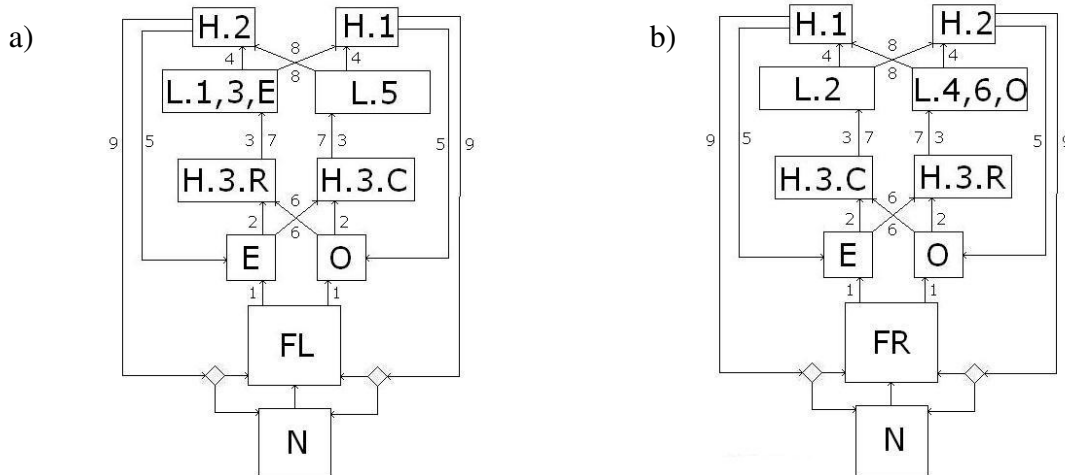 a)
H.2 H.1
8
4 4
8
L.1,3,E L.5
9 5 3 7 7 3 5 9
H.3.R H.3.C
6
2 2
6
E O
1 1
FL
N
b)
H.1 H.2
8
4 4
8
L.2 L.4,6,O
9 5 3 7 7 3 5 9
H.3.C H.3.R
6
2 2
6
E O
1 1
FR
N